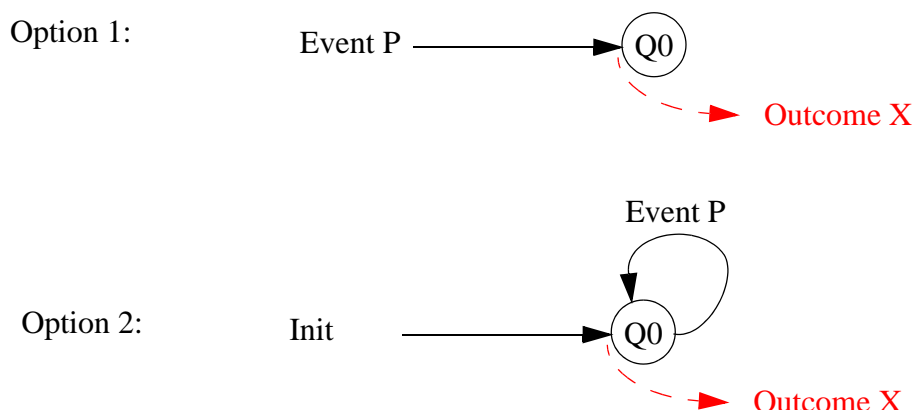 Option 1:
Event P
Q0
Outcome X
Event P
Option 2:
Init
Q0
Outcome X